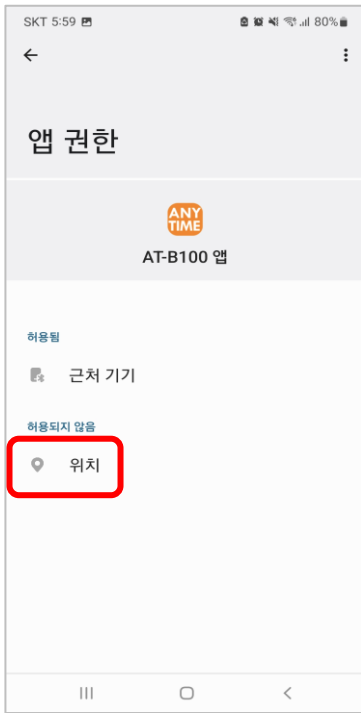 SKT 5:59 80%
앱 권한
ANY
TIME
AT-B100 앱
허용됨
근처 기기
허용되지 않음
위치